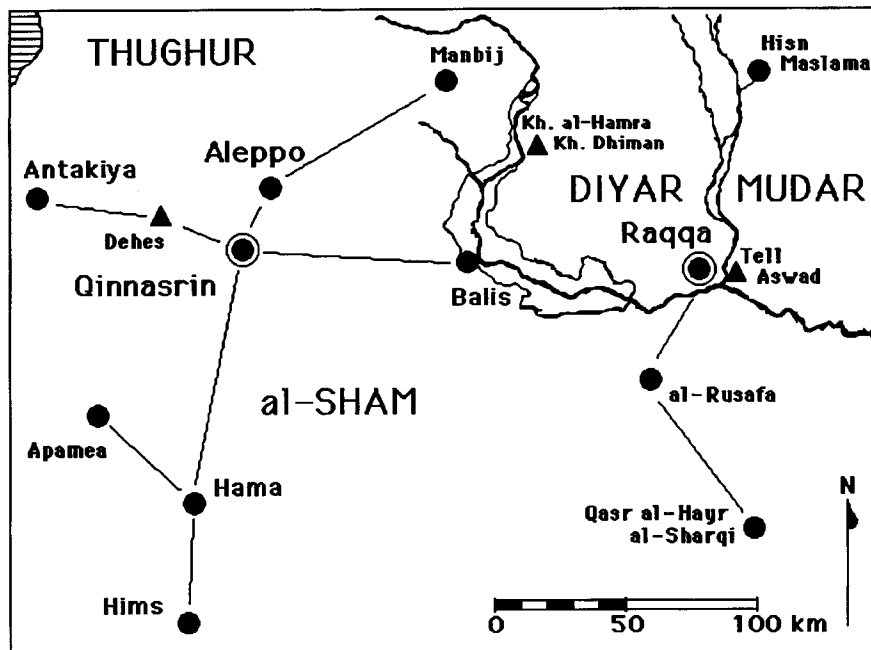 THUGHUR
Manbij
Hisn
Maslama
Kh. al-Hamra
Kh. Dhiman
Aleppo
Antakiya
DIYAR MUDAR
Dehes
Raqqa
Tell
Aswad
Qinnasrin
Balis
al-SHAM
al-Rusafa
Apamea
Hama
N
Qasr al-Hayr
al-Sharqi
Hims
0 50 100 km